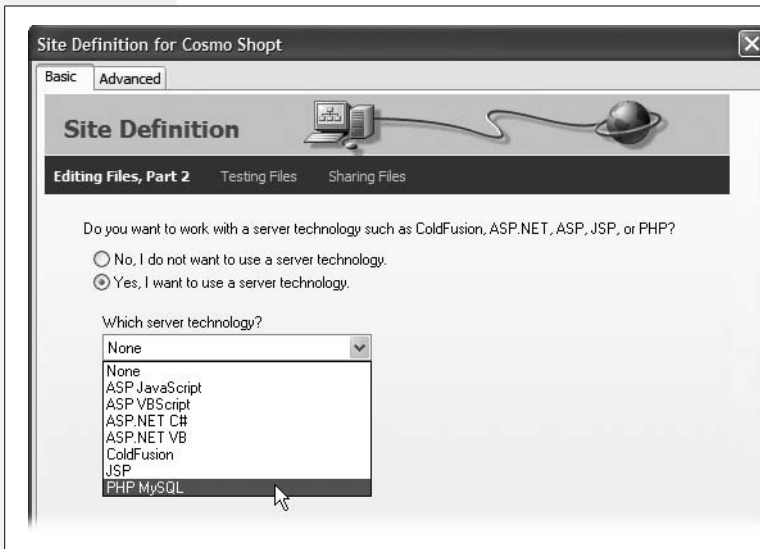 Site Definition for Cosmo Shopt
Basic
Advanced
Site Definition
Editing Files, Part 2
Testing Files
Sharing Files
Do you want to work with a server technology such as ColdFusion, ASP.NET, ASP, JSP, or PHP?
No, I do not want to use a server technology.
Yes, I want to use a server technology.
Which server technology?
None
None
ASP JavaScript
ASP VBScript
ASP.NET C#
ASP.NET VB
ColdFusion
JSP
PHP MySQL